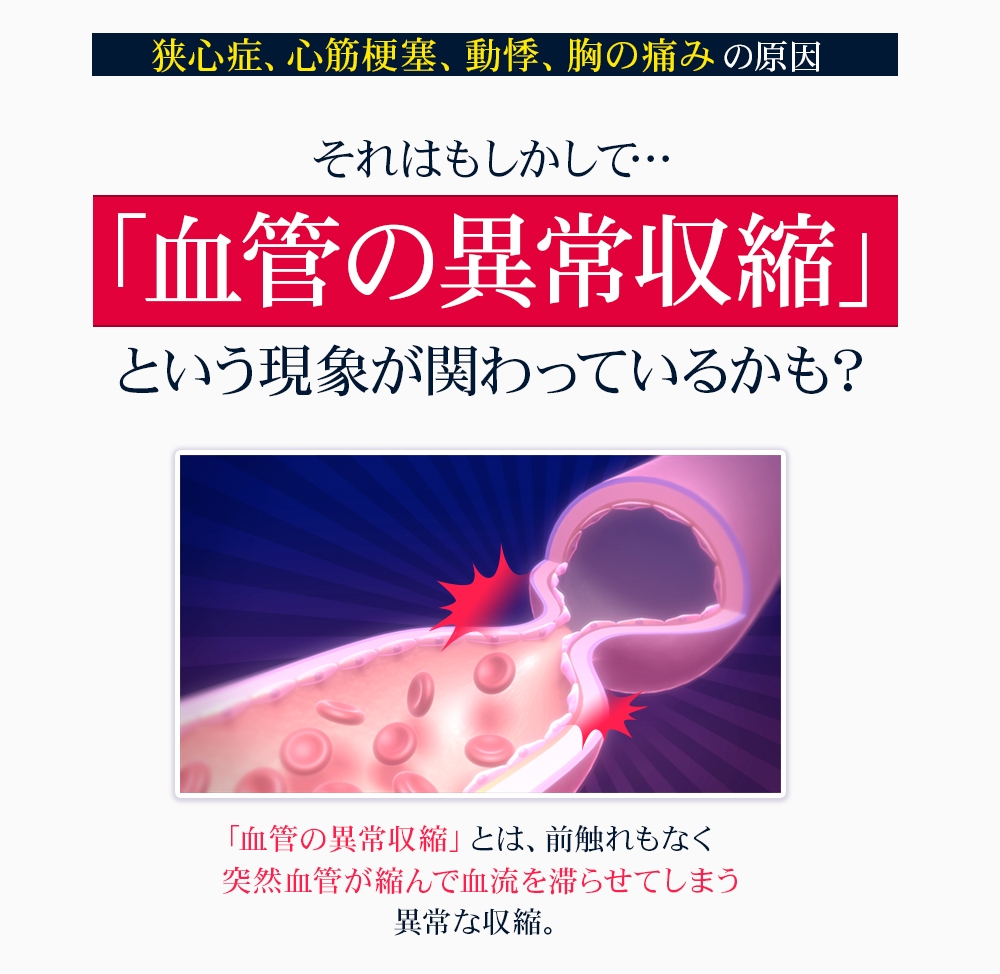 狭心症、心筋梗塞、動悸、胸の痛みの原因
それはもしかして…
「血管の異常収縮」
という現象が関わっているかも?
「血管の異常収縮」とは、前触れもなく
突然血管が縮んで血流を滞らせてしまう
異常な収縮。